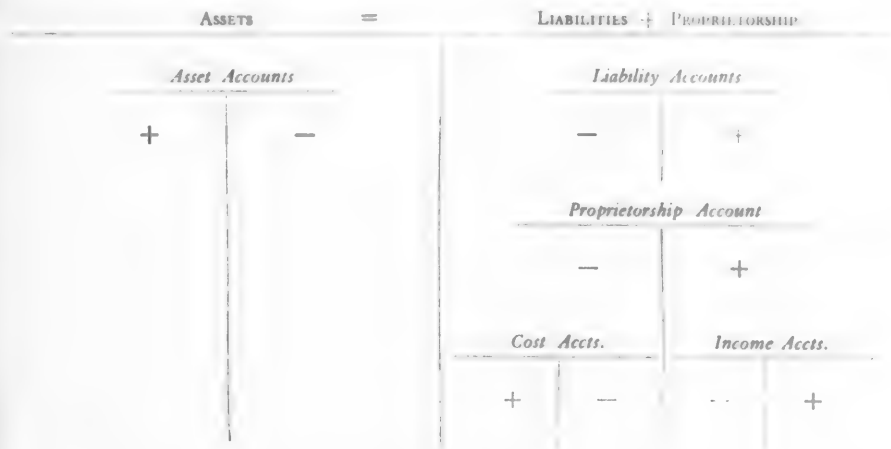 ASSETS = LIABILITIES + PROPRIETORSHIP
Asset Accounts
+ −
Liability Accounts
− +
Proprietorship Account
− +
Cost Accts. Income Accts.
+ − − +